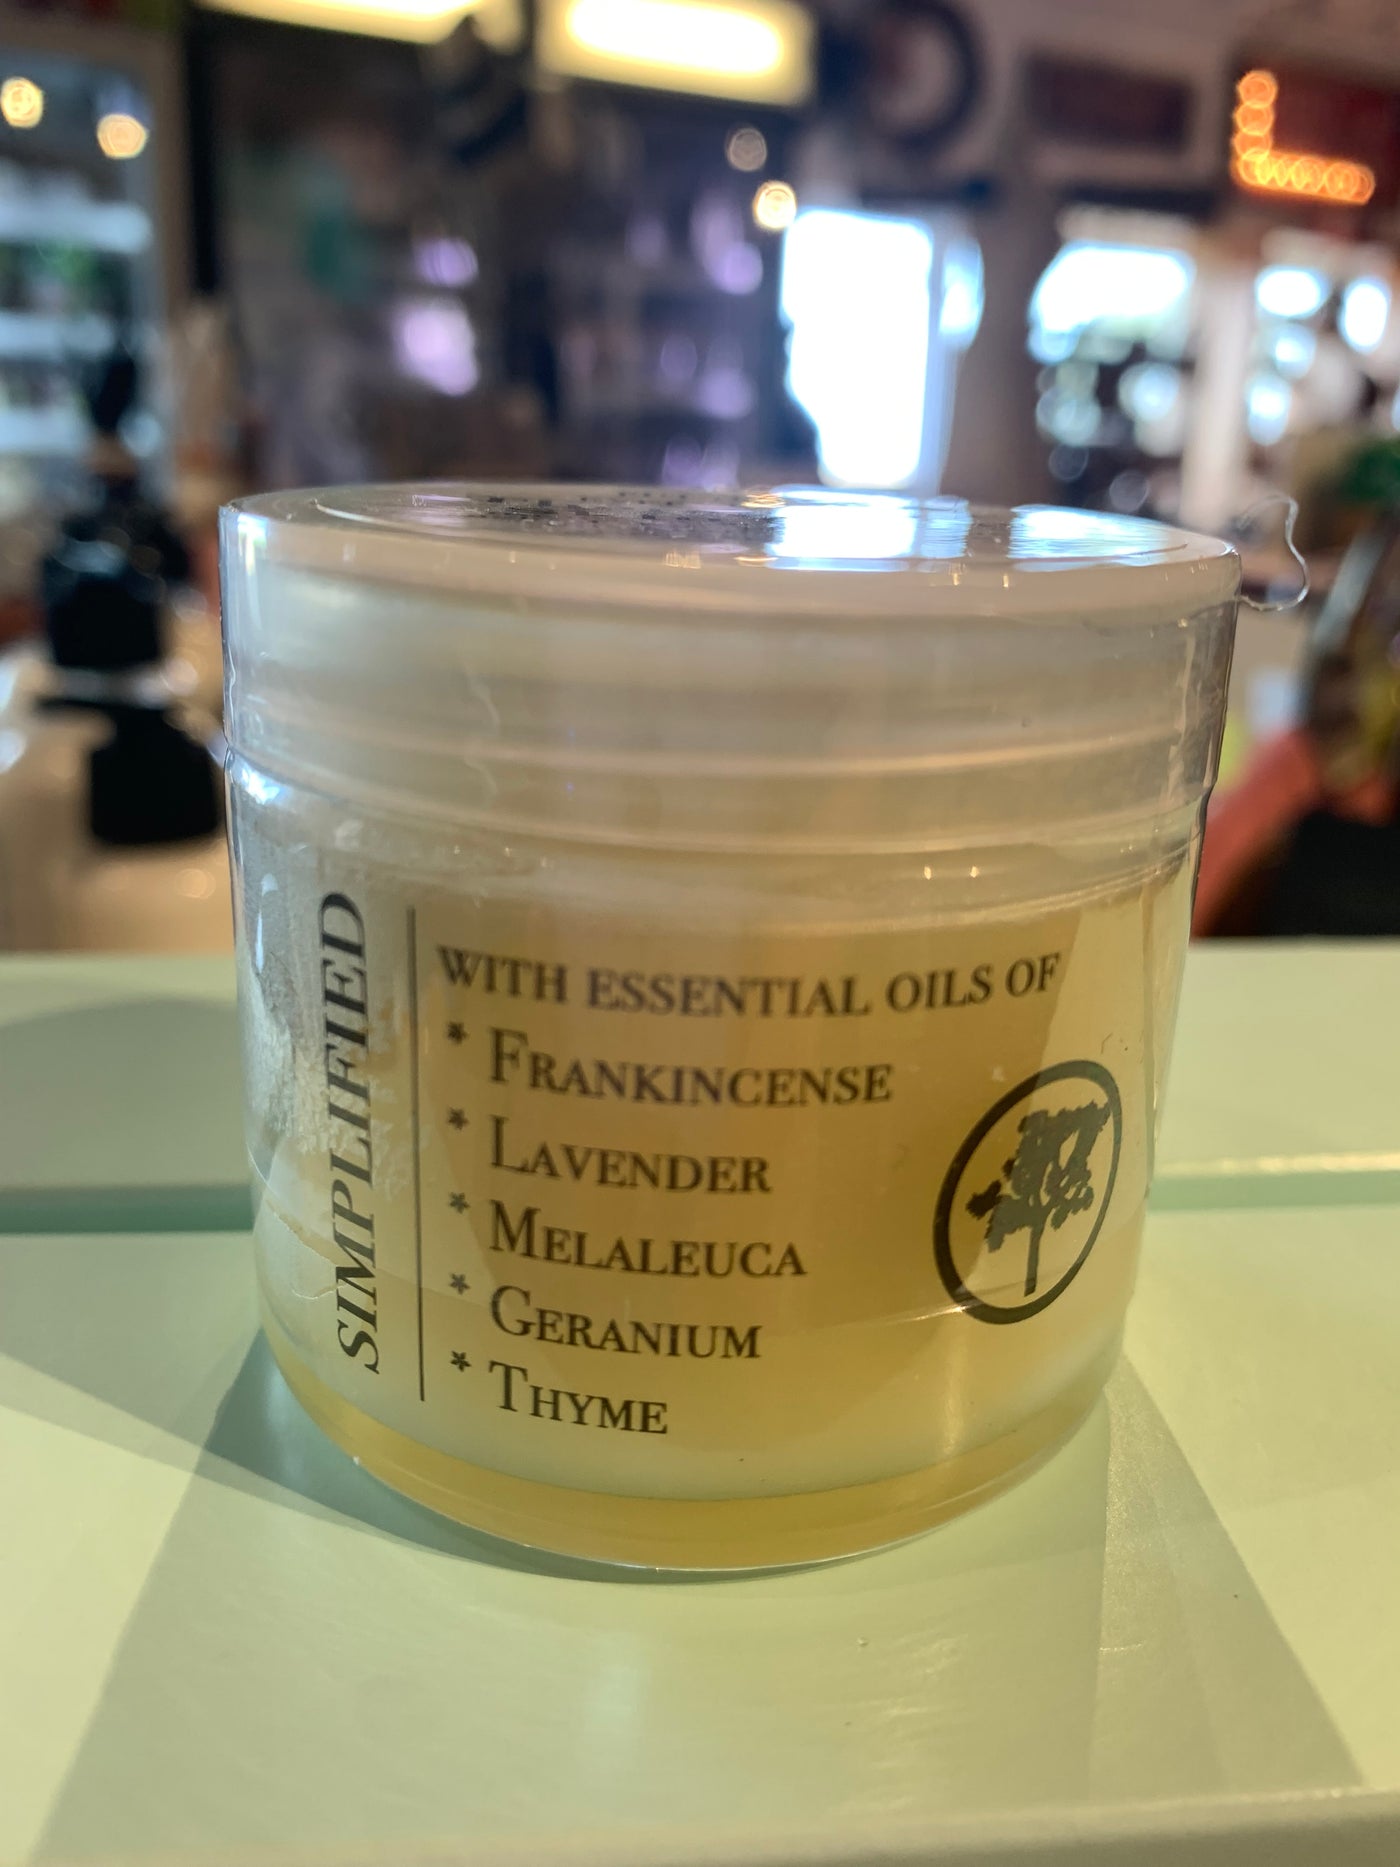 SIMPLIFIED
WITH ESSENTIAL OILS OF
* FRANKINCENSE
* LAVENDER
* MELALEUCA
* GERANIUM
* THYME